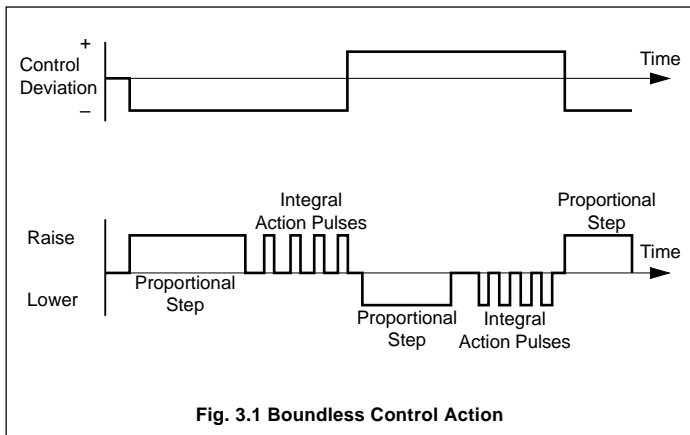 +
Control
Deviation
–
Time
Integral
Action Pulses
Proportional
Step
Raise
Time
Proportional
Step
Lower
Proportional
Step
Integral
Action Pulses
Fig. 3.1 Boundless Control Action